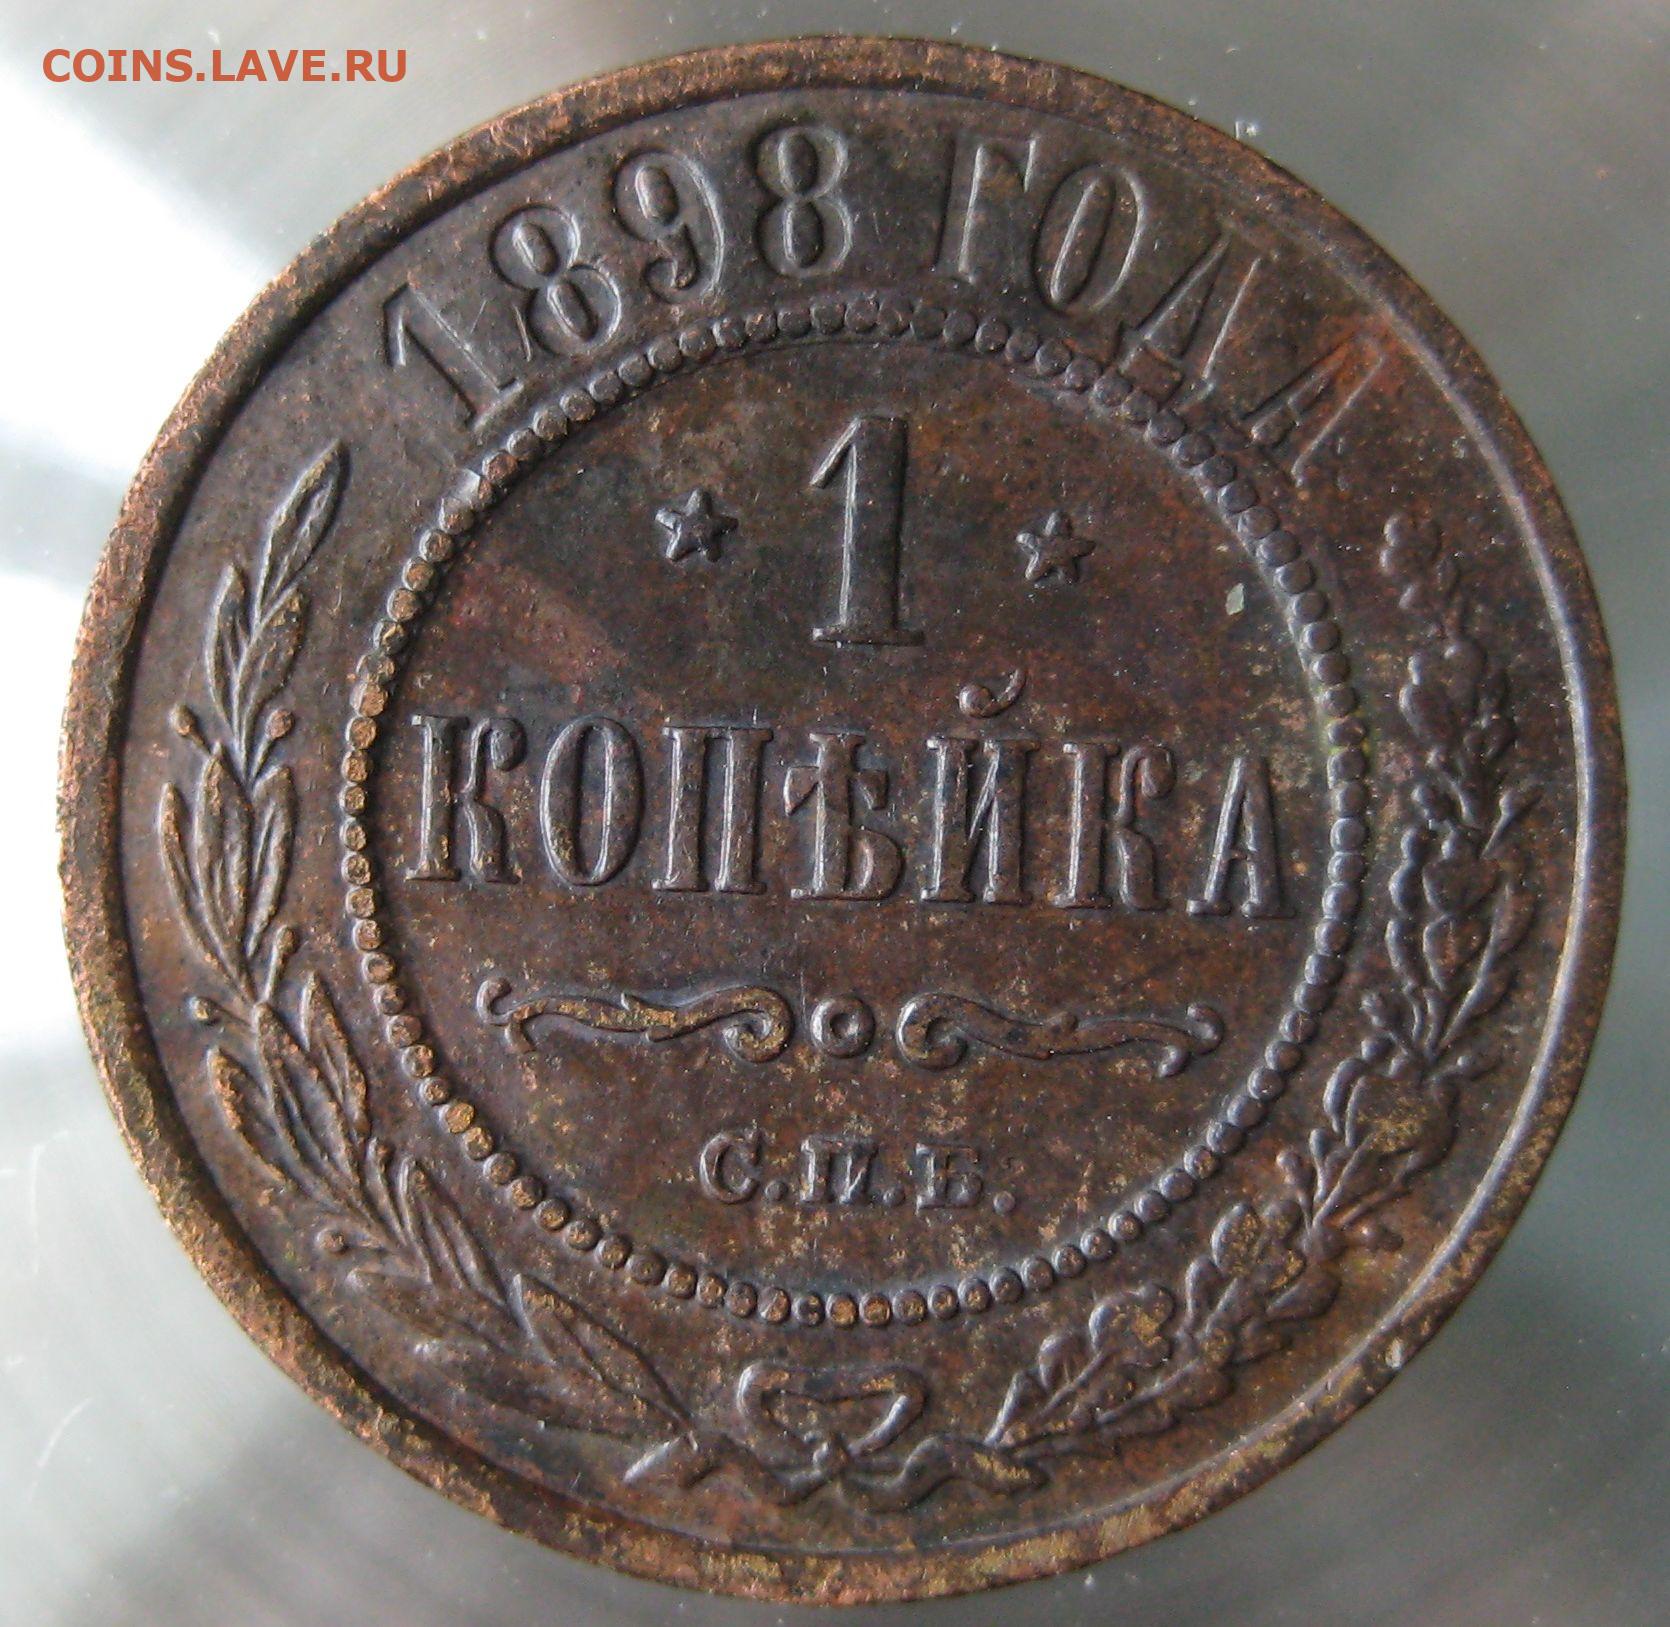 COINS.LAVE.RU
1898 ГОДА
1
КОПѢЙКА
С.П.Б.